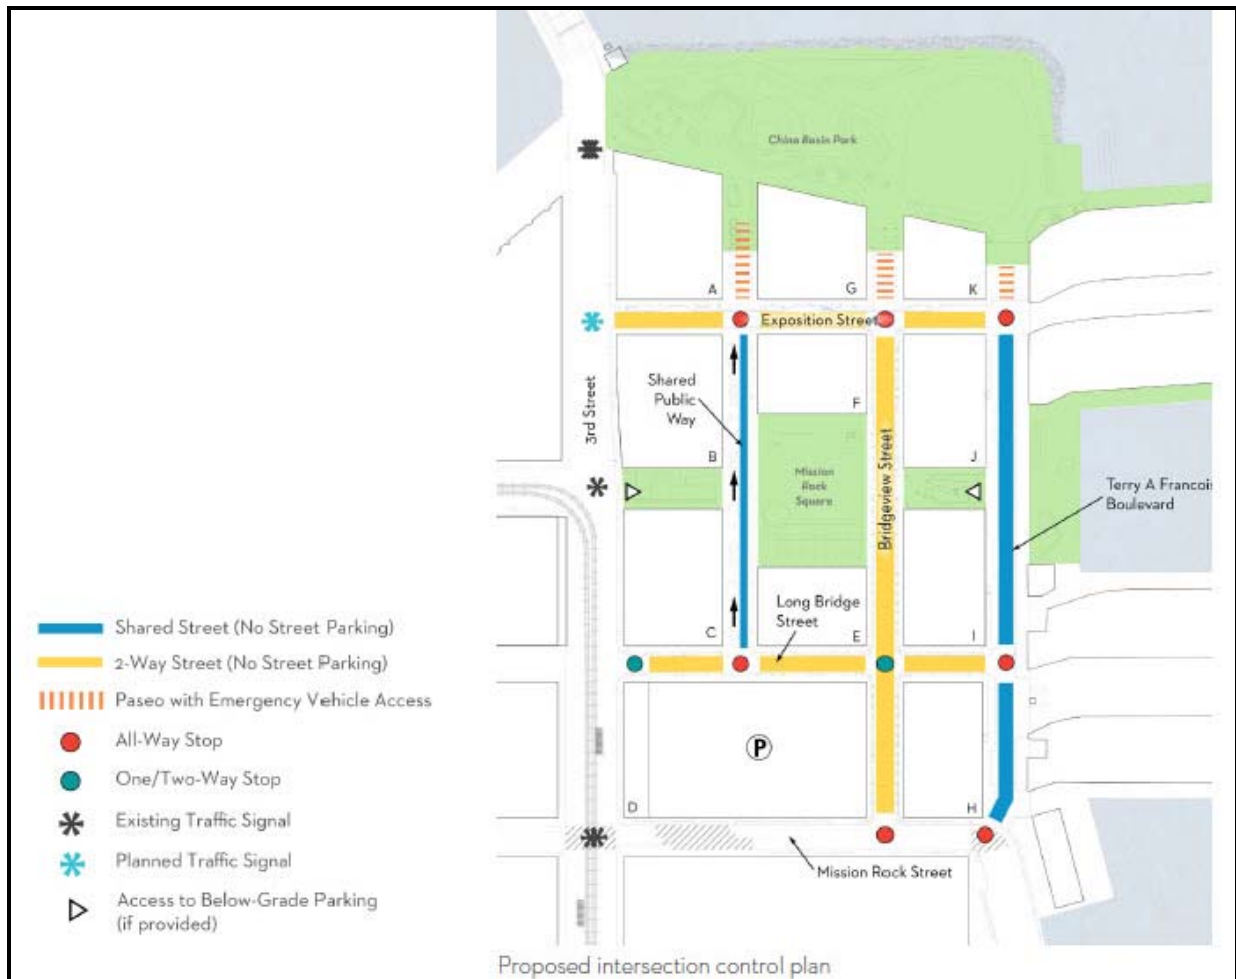 China Basin Park
A
G
K
Exposition Street
3rd Street
Shared
Public
Way
F
B
J
Mission
Rock
Square
Bridgeview Street
Terry A Francois
Boulevard
Long Bridge
Street
C
E
I
P
D
H
Mission Rock Street
Shared Street (No Street Parking)
2-Way Street (No Street Parking)
Paseo with Emergency Vehicle Access
All-Way Stop
One/Two-Way Stop
Existing Traffic Signal
Planned Traffic Signal
Access to Below-Grade Parking
(if provided)
Proposed intersection control plan